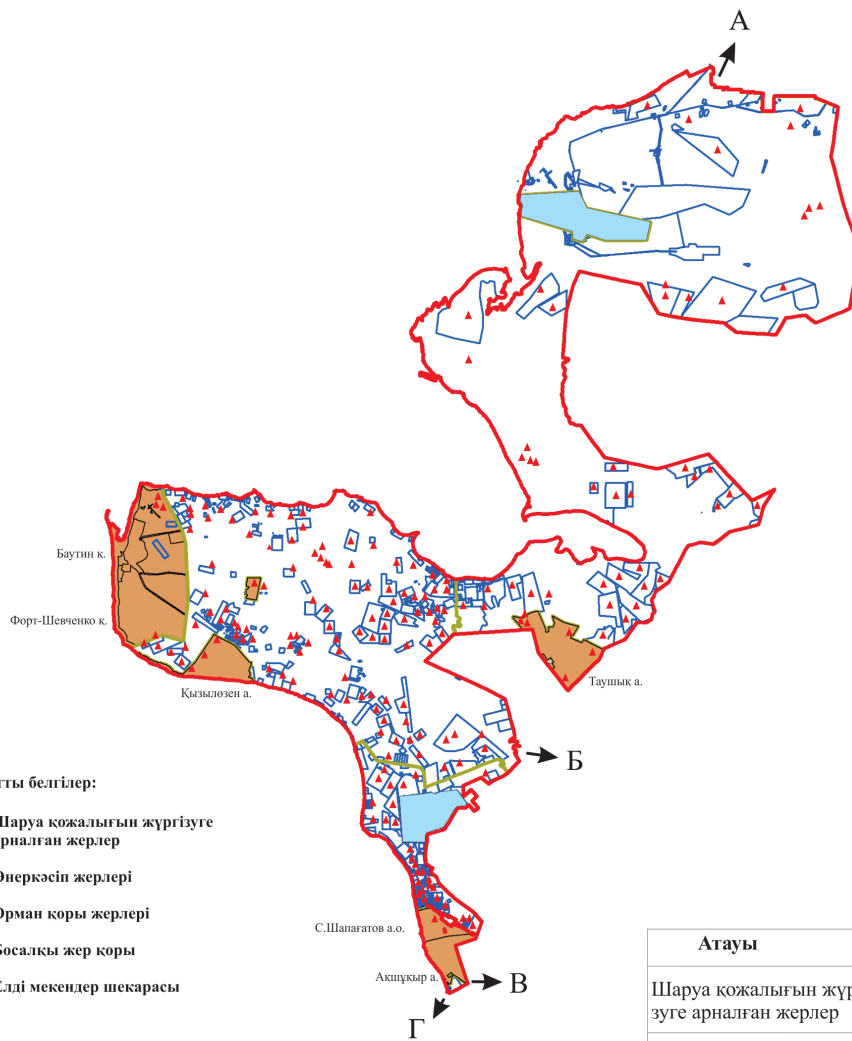 А
Баутин қ.
Форт-Шевченко қ.
Қызылөзен а.
Таушық а.
Б
тты белгілер:
Шаруа қожалығын жүргізуге
арналған жерлер
Өнеркәсіп жерлері
Орман қоры жерлері
Босалқы жер қоры
Елді мекендер шекарасы
С.Шапағатов а.о.
Ақшұқыр а.
В
Г
Атауы
Шаруа қожалығын жүр
зуге арналған жерлер